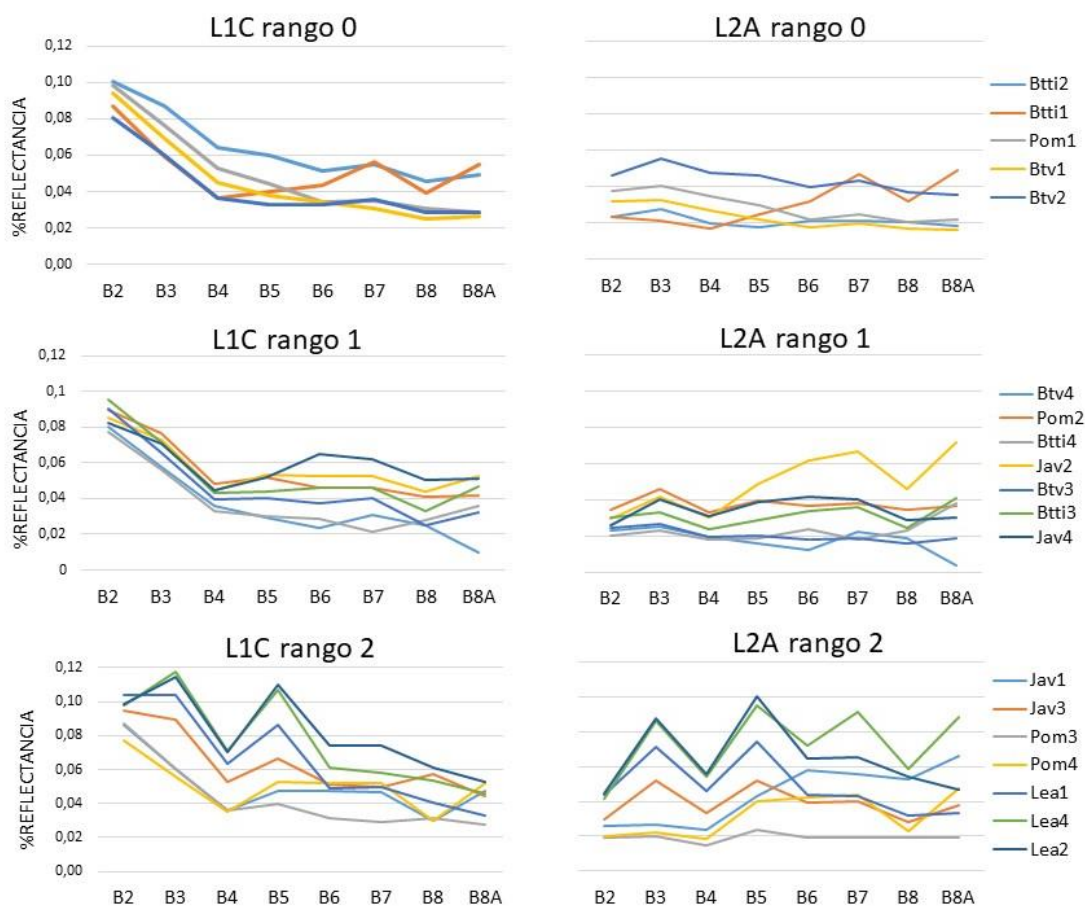 L1C rango 0
%REFLECTANCIA
0,12
0,10
0,08
0,06
0,04
0,02
0,00
B2 B3 B4 B5 B6 B7 B8 B8A
L2A rango 0
B2 B3 B4 B5 B6 B7 B8 B8A
Btti2
Btti1
Pom1
Btv1
Btv2
L1C rango 1
%REFLECTANCIA
0,12
0,1
0,08
0,06
0,04
0,02
0
B2 B3 B4 B5 B6 B7 B8 B8A
L2A rango 1
B2 B3 B4 B5 B6 B7 B8 B8A
Btv4
Pom2
Btti4
Jav2
Btv3
Btti3
Jav4
L1C rango 2
%REFLECTANCIA
0,12
0,10
0,08
0,06
0,04
0,02
0,00
B2 B3 B4 B5 B6 B7 B8 B8A
L2A rango 2
B2 B3 B4 B5 B6 B7 B8 B8A
Jav1
Jav3
Pom3
Pom4
Lea1
Lea4
Lea2